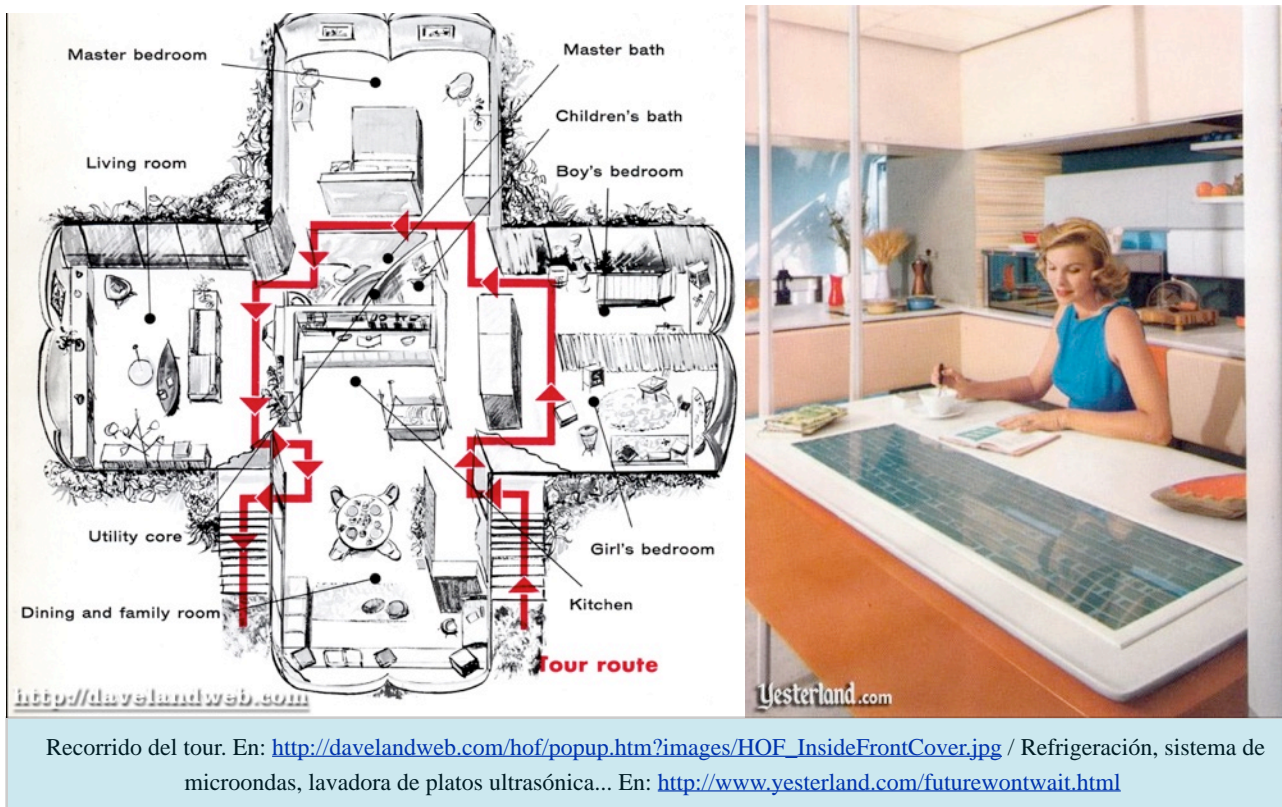 Master bedroom
Master bath
Children's bath
Living room
Boy's bedroom
Utility core
Girl's bedroom
Dining and family room
Kitchen
Tour route
http://davelandweb.com
Yesterland.com
Recorrido del tour. En: http://davelandweb.com/hof/popup.htm?images/HOF_InsideFrontCover.jpg / Refrigeración, sistema de
microondas, lavadora de platos ultrasónica... En: http://www.yesterland.com/futurewontwait.html